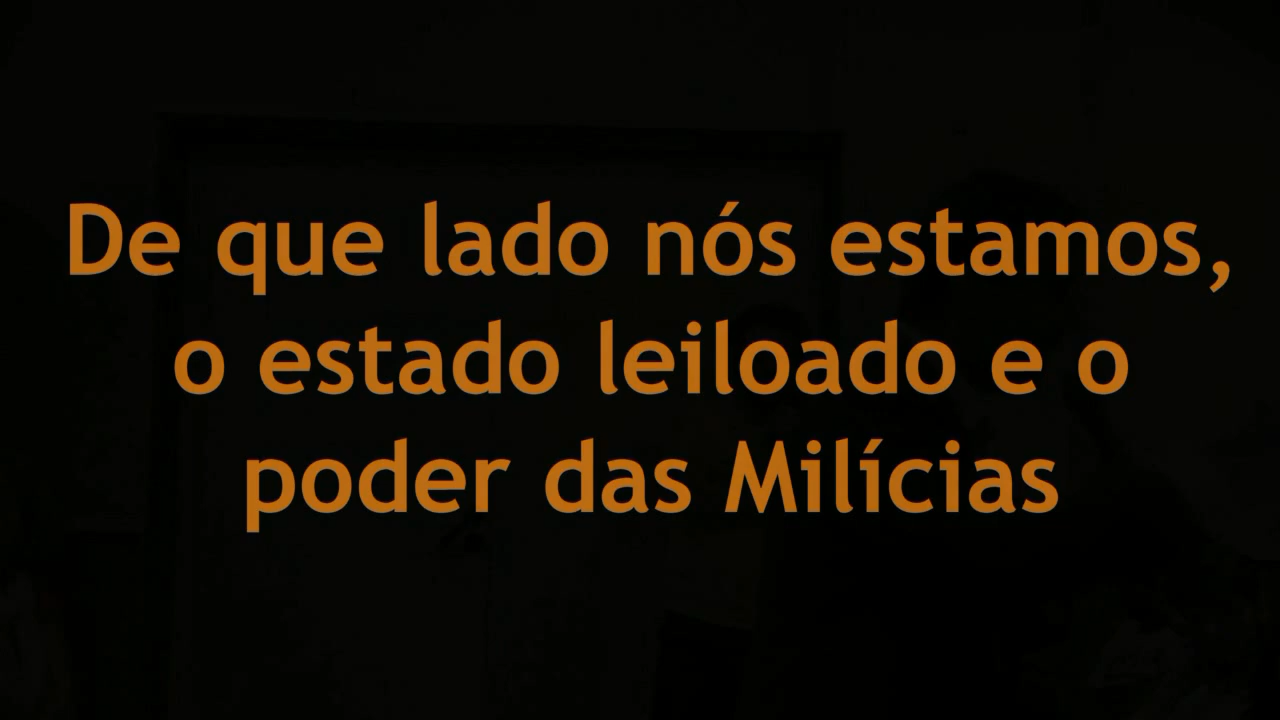 De que lado nós estamos,
o estado leiloado e o
poder das Milícias